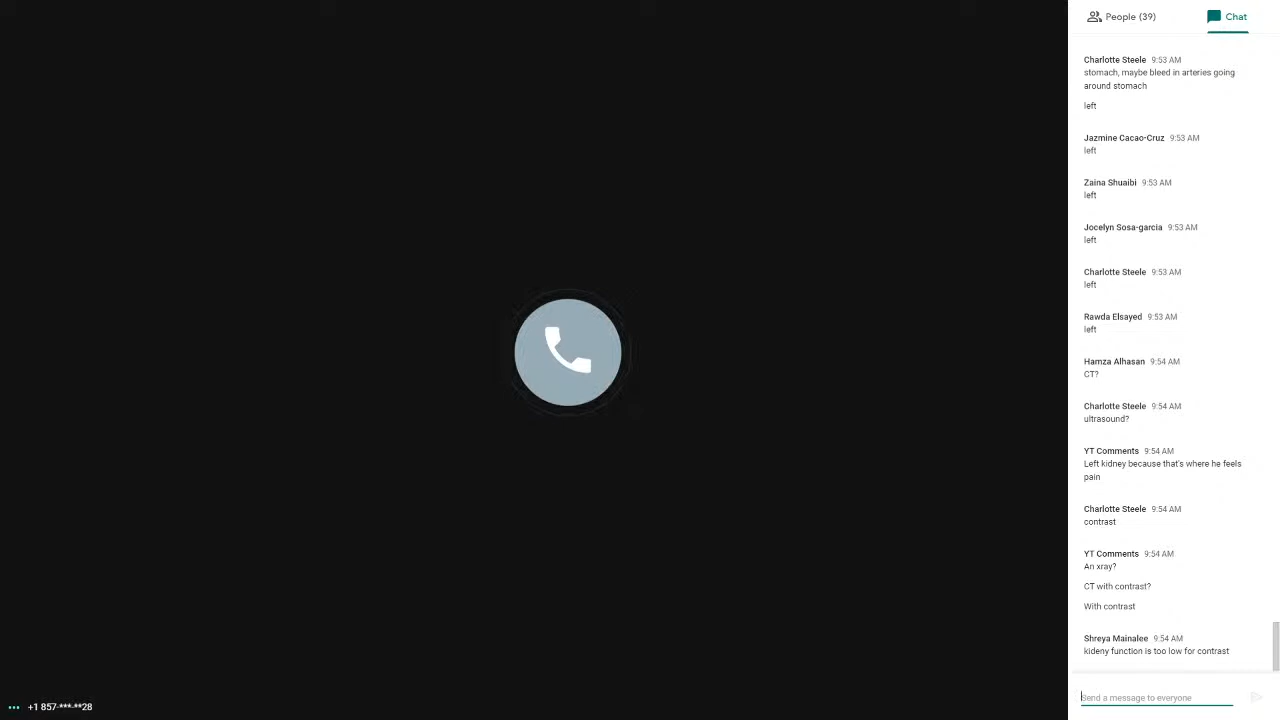 People (39)
Chat
Charlotte Steele 9:53 AM
stomach, maybe bleed in arteries going
around stomach
left
Jazmine Cacao-Cruz 9:53 AM
left
Zaina Shuaibi 9:53 AM
left
Jocelyn Sosa-garcia 9:53 AM
left
Charlotte Steele 9:53 AM
left
Rawda Elsayed 9:53 AM
left
Hamza Alhasan 9:54 AM
CT?
Charlotte Steele 9:54 AM
ultrasound?
YT Comments 9:54 AM
Left kidney because that's where he feels
pain
Charlotte Steele 9:54 AM
contrast
YT Comments 9:54 AM
An xray?
CT with contrast?
With contrast
Shreya Mainalee 9:54 AM
kideny function is too low for contrast
Send a message to everyone
+1 857-***-**28